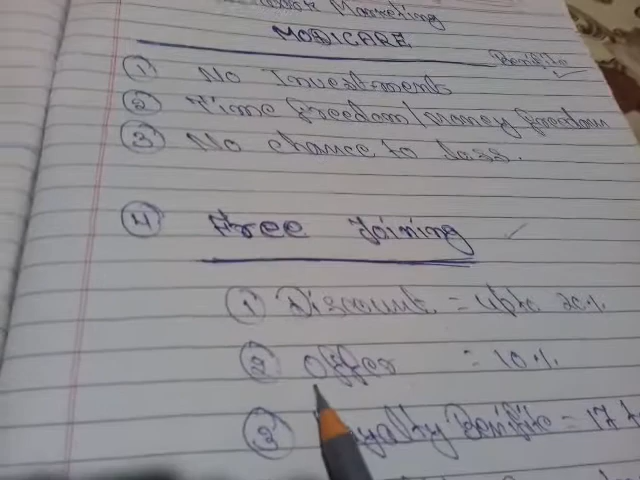 Marketing
MODICARE
Benifits
① No Investments
② Time freedom/Money freedom
③ No chance to loss.
④ Free Joining
① Discount = upto 20%
② Offer = 10%
③ Loyalty Benifits = 17%